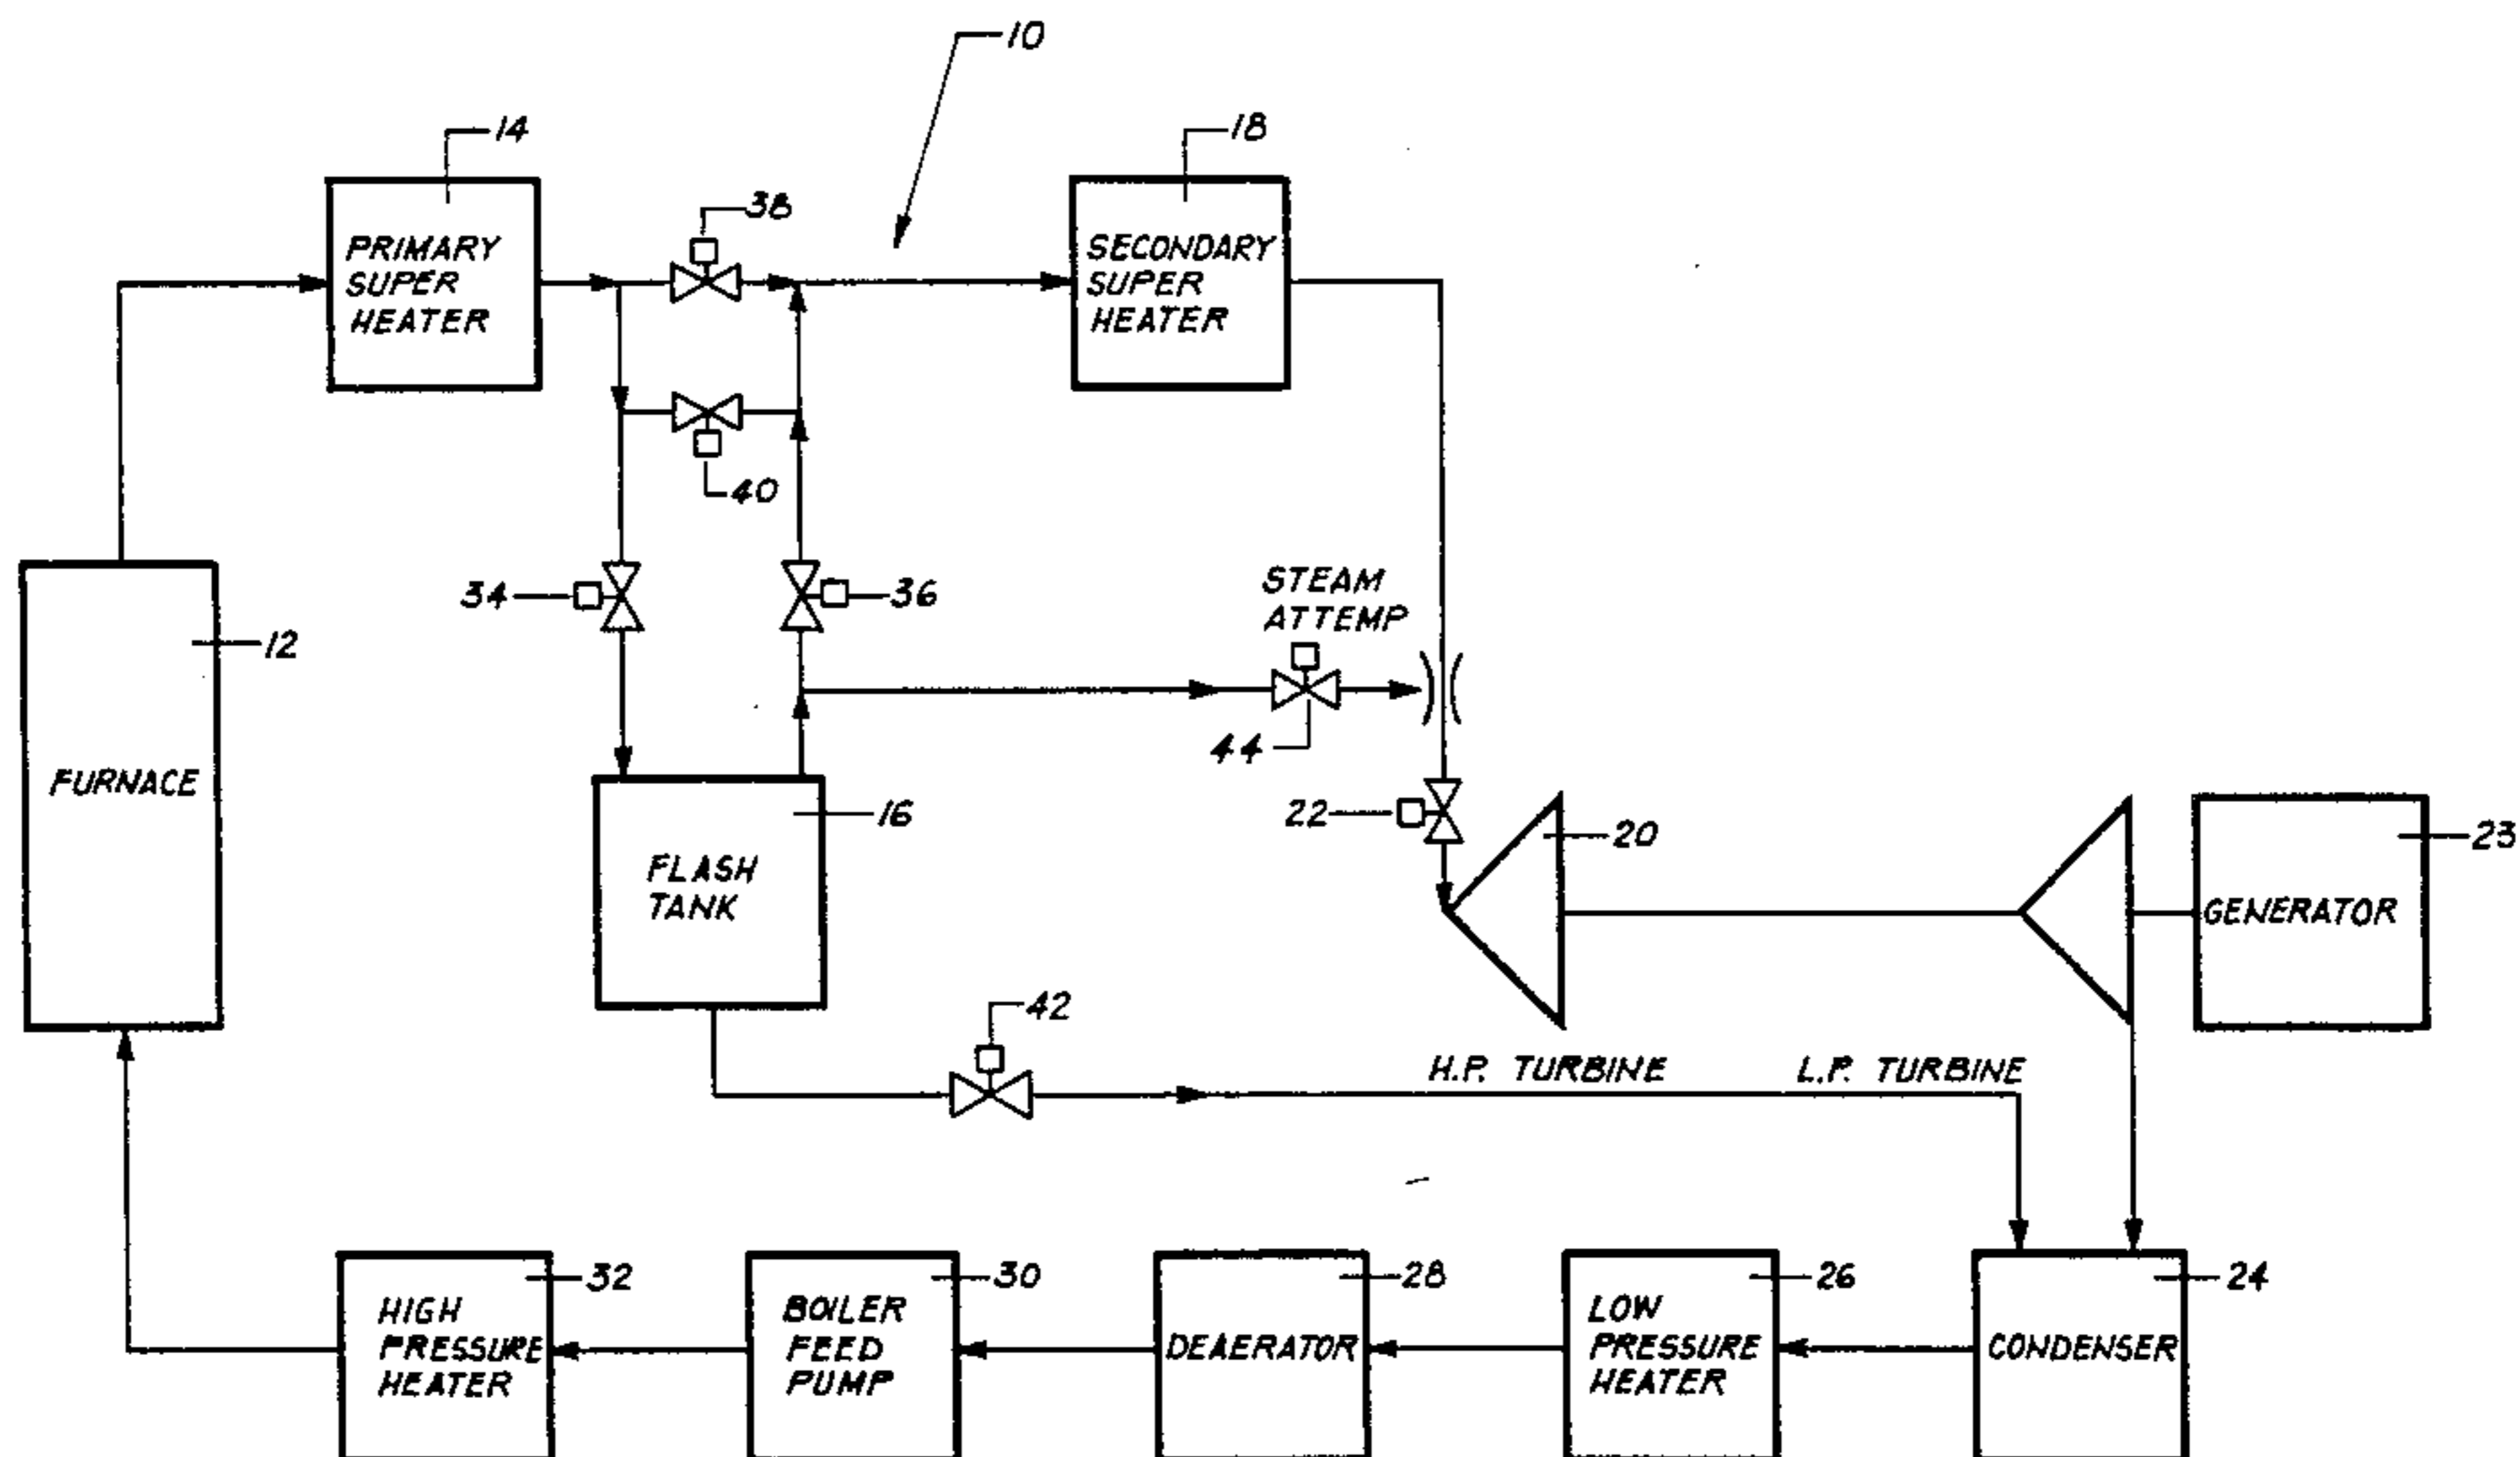 10
14
18
38
PRIMARY
SUPER
HEATER
SECONDARY
SUPER
HEATER
40
34
36
STEAM
ATTEMP
12
44
FURNACE
16
22
20
23
FLASH
TANK
GENERATOR
42
H.P. TURBINE
L.P. TURBINE
32
30
28
26
24
HIGH
PRESSURE
HEATER
BOILER
FEED
PUMP
DEAERATOR
LOW
PRESSURE
HEATER
CONDENSER